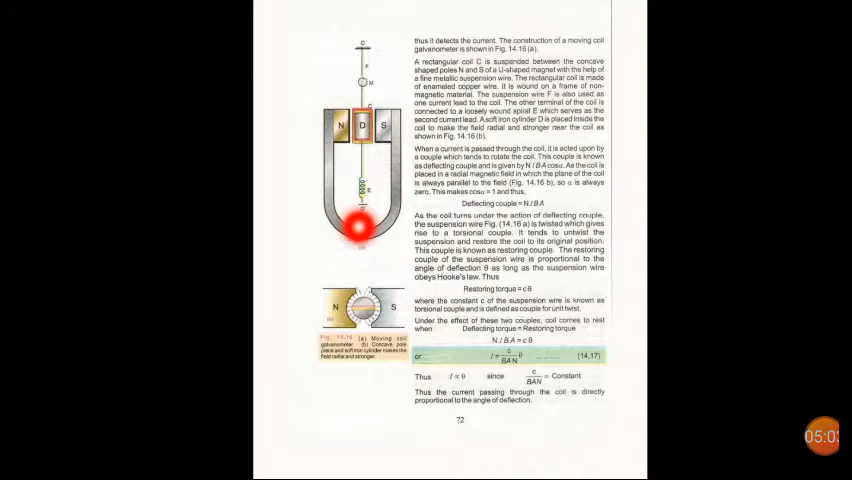 thus it detects the current. The construction of a moving coil
galvanometer is shown in Fig. 14.16 (a).
A rectangular coil C is suspended between the concave
shaped poles N and S of a U-shaped magnet with the help of
a fine metallic suspension wire. The rectangular coil is made
of enameled copper wire. It is wound on a frame of non-
magnetic material. The suspension wire F is also used as
one current lead to the coil. The other terminal of the coil is
connected to a loosely wound spiral E which serves as the
second current lead. A soft iron cylinder D is placed inside the
coil to make the field radial and stronger near the coil as
shown in Fig. 14.16 (b).
When a current is passed through the coil, it is acted upon by
a couple which tends to rotate the coil. This couple is known
as deflecting couple and is given by N I BA cosα. As the coil is
placed in a radial magnetic field in which the plane of the coil
is always parallel to the field (Fig. 14.16 b), so α is always
zero. This makes cosα = 1 and thus,
Deflecting couple = N I BA
As the coil turns under the action of deflecting couple,
the suspension wire Fig. (14.16 a) is twisted which gives
rise to a torsional couple. It tends to untwist the
suspension and restore the coil to its original position.
This couple is known as restoring couple. The restoring
couple of the suspension wire is proportional to the
angle of deflection θ as long as the suspension wire
obeys Hooke's law. Thus
Restoring torque = c θ
where the constant c of the suspension wire is known as
torsional couple and is defined as couple for unit twist.
Under the effect of these two couples, coil comes to rest
when Deflecting torque = Restoring torque
N I BA = c θ
or I = c/BAN θ .......... (14.17)
Thus I ∝ θ since c/BAN = Constant
Thus the current passing through the coil is directly
proportional to the angle of deflection.
72
F
M
C
N D S
E
(a)
N S
(b)
Fig. 14.16 (a) Moving coil
galvanometer (b) Concave pole
piece and soft iron cylinder makes the
field radial and stronger.